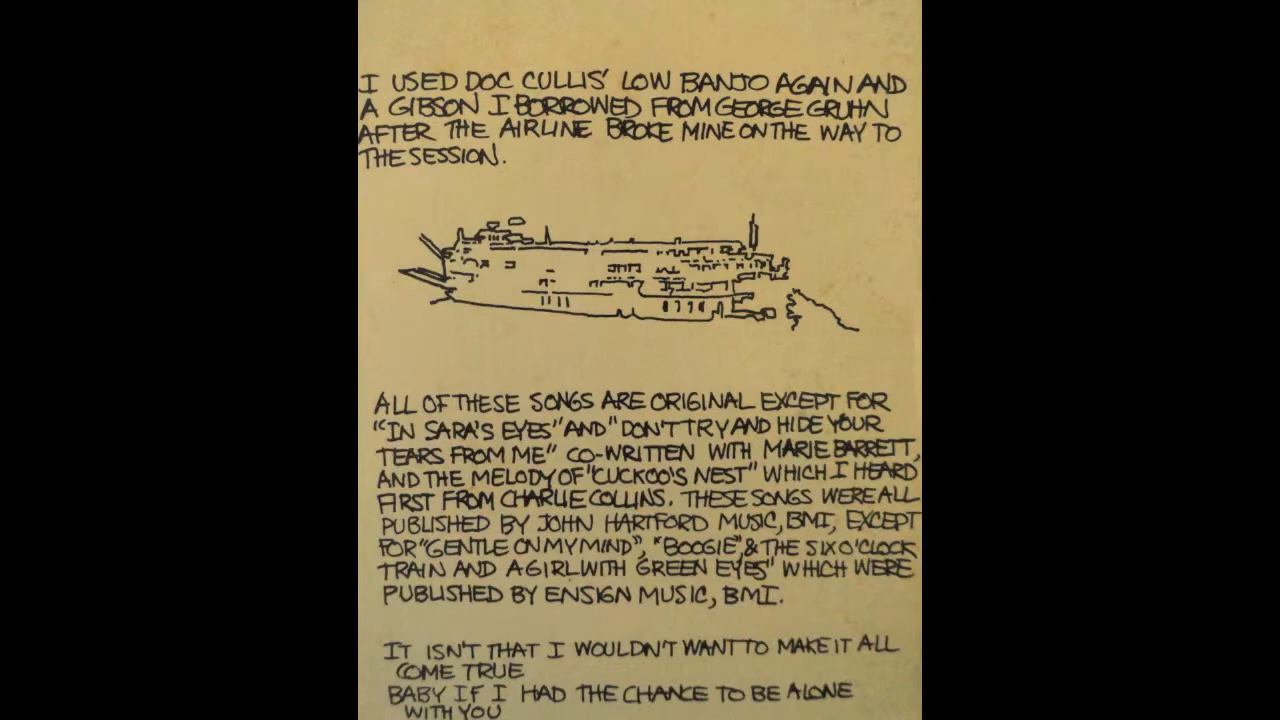 I USED DOC CULLIS' LOW BANJO AGAIN AND
A GIBSON I BORROWED FROM GEORGE GRUHN
AFTER THE AIRLINE BROKE MINE ON THE WAY TO
THE SESSION.
ALL OF THESE SONGS ARE ORIGINAL EXCEPT FOR
"IN SARA'S EYES" AND "DON'T TRY AND HIDE YOUR
TEARS FROM ME" CO-WRITTEN WITH MARIE BARRETT,
AND THE MELODY OF "CUCKOO'S NEST" WHICH I HEARD
FIRST FROM CHARLIE COLLINS. THESE SONGS WERE ALL
PUBLISHED BY JOHN HARTFORD MUSIC, BMI, EXCEPT
FOR "GENTLE ON MY MIND", "BOOGIE", & THE SIX O'CLOCK
TRAIN AND A GIRL WITH GREEN EYES" WHICH WERE
PUBLISHED BY ENSIGN MUSIC, BMI.
IT ISN'T THAT I WOULDN'T WANT TO MAKE IT ALL
COME TRUE
BABY IF I HAD THE CHANCE TO BE ALONE
WITH YOU